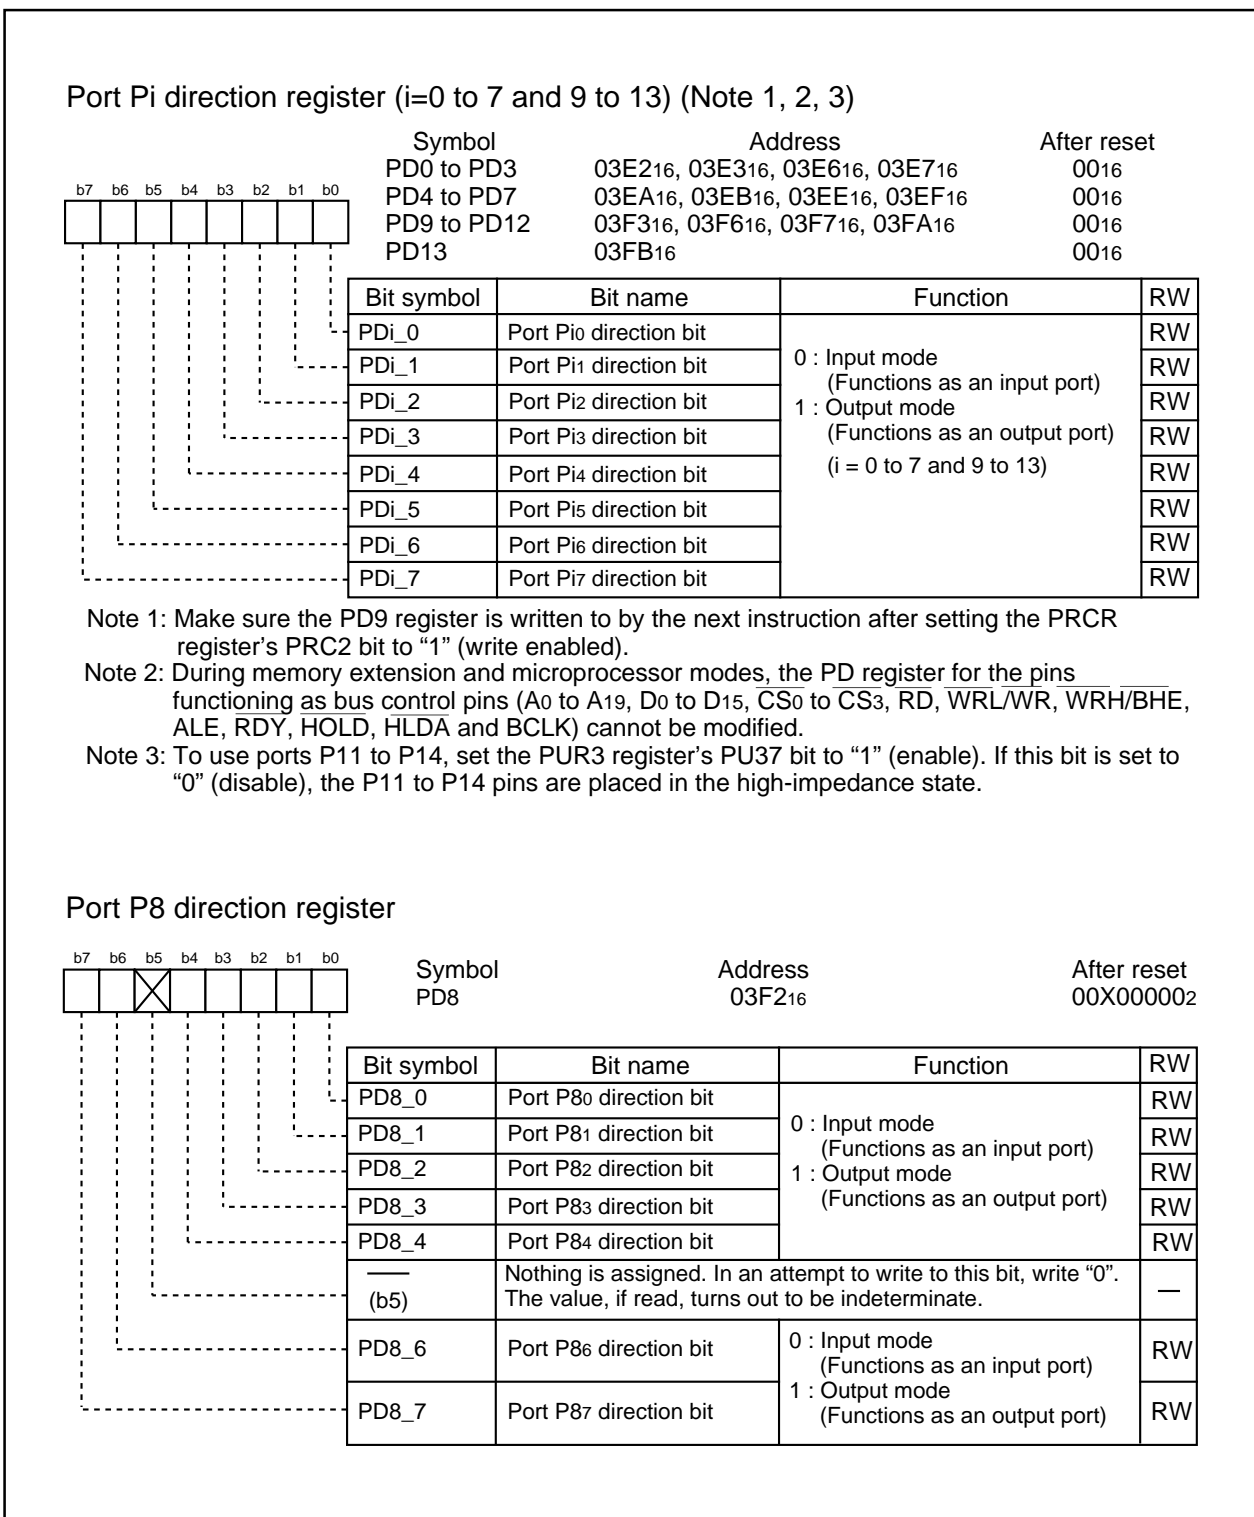 Port Pi direction register (i=0 to 7 and 9 to 13) (Note 1, 2, 3)
Symbol Address After reset
PD0 to PD3 03E216, 03E316, 03E616, 03E716 0016
PD4 to PD7 03EA16, 03EB16, 03EE16, 03EF16 0016
PD9 to PD12 03F316, 03F616, 03F716, 03FA16 0016
PD13 03FB16 0016
b7 b6 b5 b4 b3 b2 b1 b0
Bit symbol Bit name Function RW
PDi_0 Port Pi0 direction bit RW
PDi_1 Port Pi1 direction bit RW
PDi_2 Port Pi2 direction bit RW
PDi_3 Port Pi3 direction bit RW
PDi_4 Port Pi4 direction bit RW
PDi_5 Port Pi5 direction bit RW
PDi_6 Port Pi6 direction bit RW
PDi_7 Port Pi7 direction bit RW
0 : Input mode
(Functions as an input port)
1 : Output mode
(Functions as an output port)
(i = 0 to 7 and 9 to 13)
Note 1: Make sure the PD9 register is written to by the next instruction after setting the PRCR
register's PRC2 bit to “1” (write enabled).
Note 2: During memory extension and microprocessor modes, the PD register for the pins
functioning as bus control pins (A0 to A19, D0 to D15, CS0 to CS3, RD, WRL/WR, WRH/BHE,
ALE, RDY, HOLD, HLDA and BCLK) cannot be modified.
Note 3: To use ports P11 to P14, set the PUR3 register's PU37 bit to “1” (enable). If this bit is set to
“0” (disable), the P11 to P14 pins are placed in the high-impedance state.
Port P8 direction register
b7 b6 b5 b4 b3 b2 b1 b0
Symbol Address After reset
PD8 03F216 00X000002
Bit symbol Bit name Function RW
PD8_0 Port P80 direction bit RW
PD8_1 Port P81 direction bit RW
PD8_2 Port P82 direction bit RW
PD8_3 Port P83 direction bit RW
PD8_4 Port P84 direction bit RW
0 : Input mode
(Functions as an input port)
1 : Output mode
(Functions as an output port)
— (b5) Nothing is assigned. In an attempt to write to this bit, write “0”. —
The value, if read, turns out to be indeterminate.
PD8_6 Port P86 direction bit RW
PD8_7 Port P87 direction bit RW
0 : Input mode
(Functions as an input port)
1 : Output mode
(Functions as an output port)